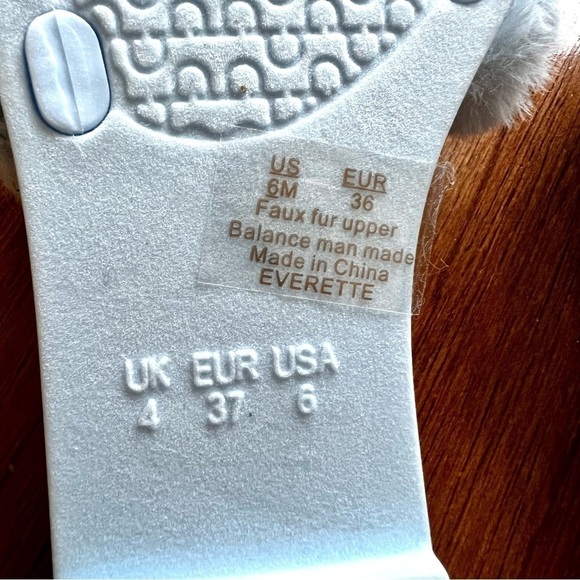 US EUR
6M 36
Faux fur upper
Balance man made
Made in China
EVERETTE
UK EUR USA
4 37 6